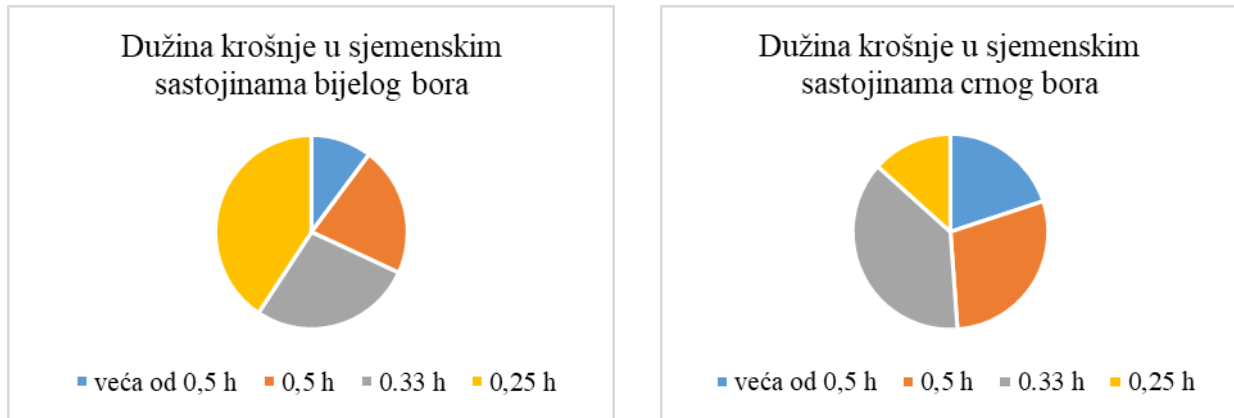 Dužina krošnje u sjemenskim
sastojinama bijelog bora
veća od 0,5 h 0,5 h 0.33 h 0,25 h
Dužina krošnje u sjemenskim
sastojinama crnog bora
veća od 0,5 h 0,5 h 0.33 h 0,25 h